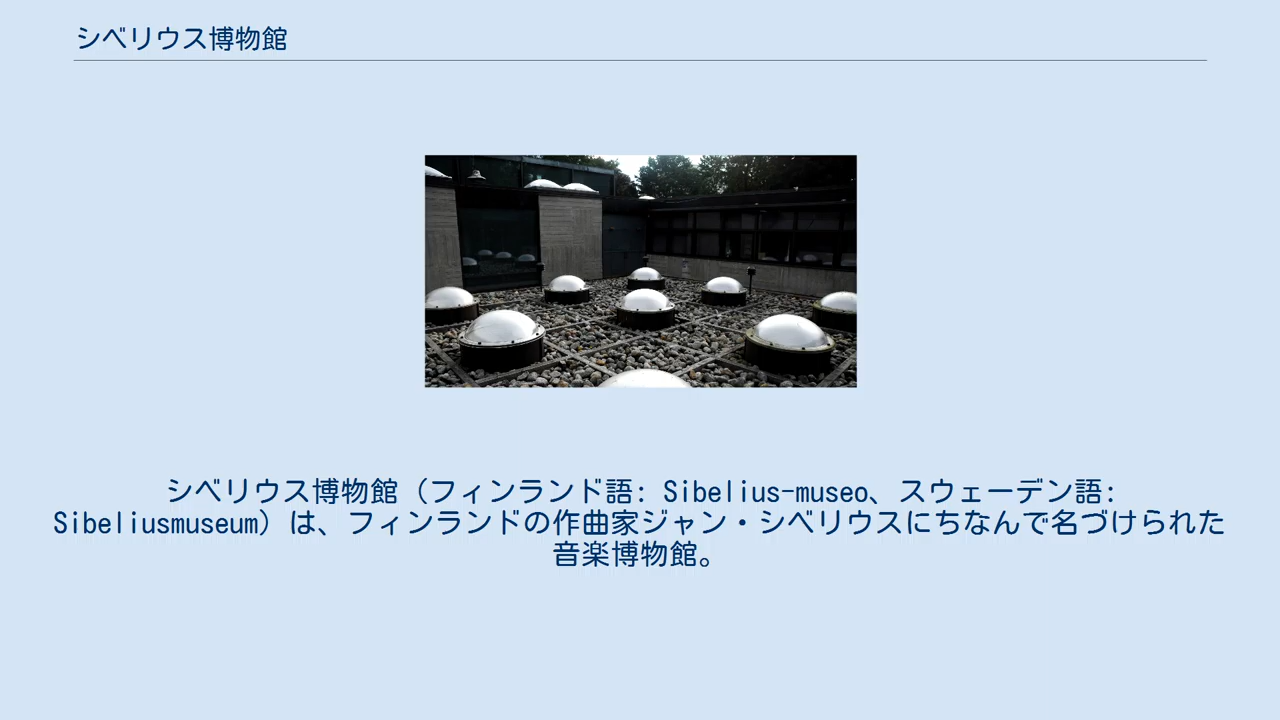 シベリウス博物館
シベリウス博物館（フィンランド語: Sibelius-museo、スウェーデン語:
Sibeliusmuseum）は、フィンランドの作曲家ジャン・シベリウスにちなんで名づけられた
音楽博物館。